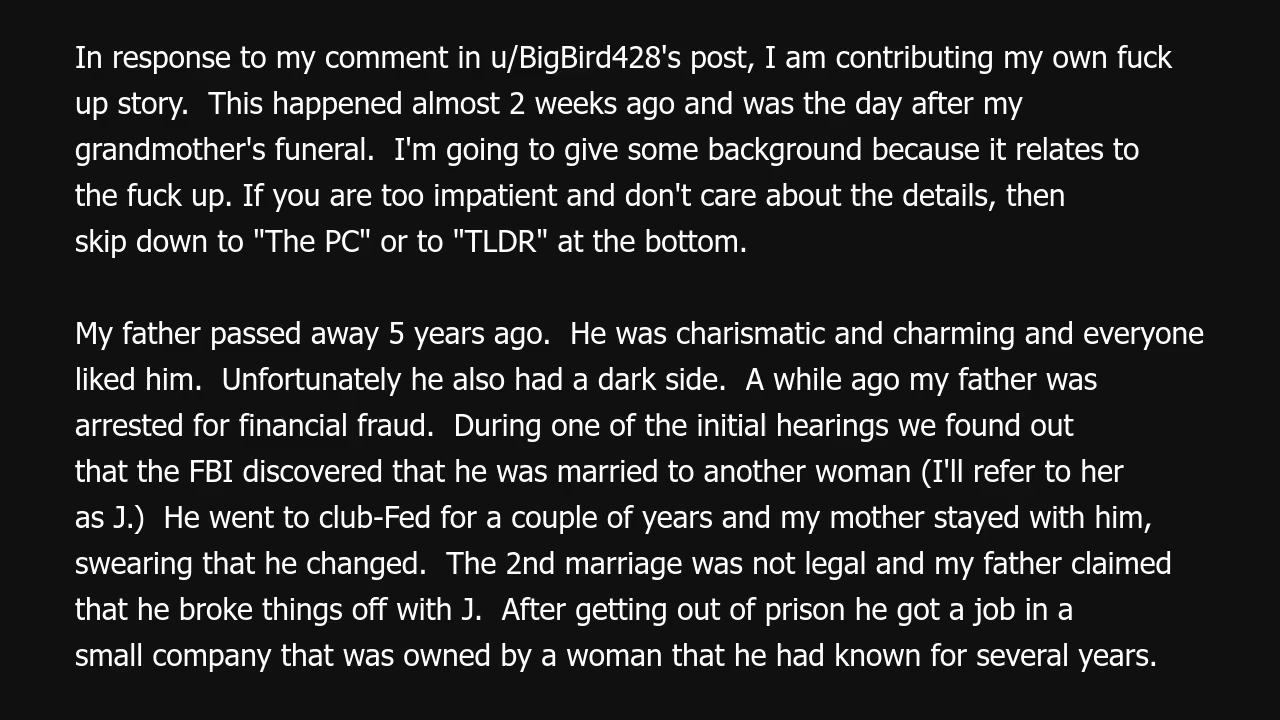 In response to my comment in u/BigBird428's post, I am contributing my own fuck
up story.  This happened almost 2 weeks ago and was the day after my
grandmother's funeral.  I'm going to give some background because it relates to
the fuck up. If you are too impatient and don't care about the details, then
skip down to "The PC" or to "TLDR" at the bottom.

My father passed away 5 years ago.  He was charismatic and charming and everyone
liked him.  Unfortunately he also had a dark side.  A while ago my father was
arrested for financial fraud.  During one of the initial hearings we found out
that the FBI discovered that he was married to another woman (I'll refer to her
as J.)  He went to club-Fed for a couple of years and my mother stayed with him,
swearing that he changed.  The 2nd marriage was not legal and my father claimed
that he broke things off with J.  After getting out of prison he got a job in a
small company that was owned by a woman that he had known for several years.